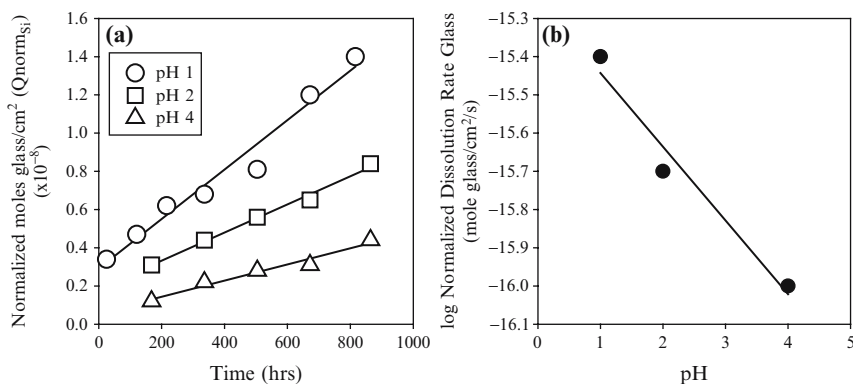 (a)
pH 1
pH 2
pH 4
Normalized moles glass/cm² (Qnorm_Si)
(x10⁻⁸)
1.6
1.4
1.2
1.0
0.8
0.6
0.4
0.2
0.0
0
200
400
600
800
1000
Time (hrs)
(b)
log Normalized Dissolution Rate Glass
(mole glass/cm²/s)
−15.3
−15.4
−15.5
−15.6
−15.7
−15.8
−15.9
−16.0
−16.1
0
1
2
3
4
5
pH